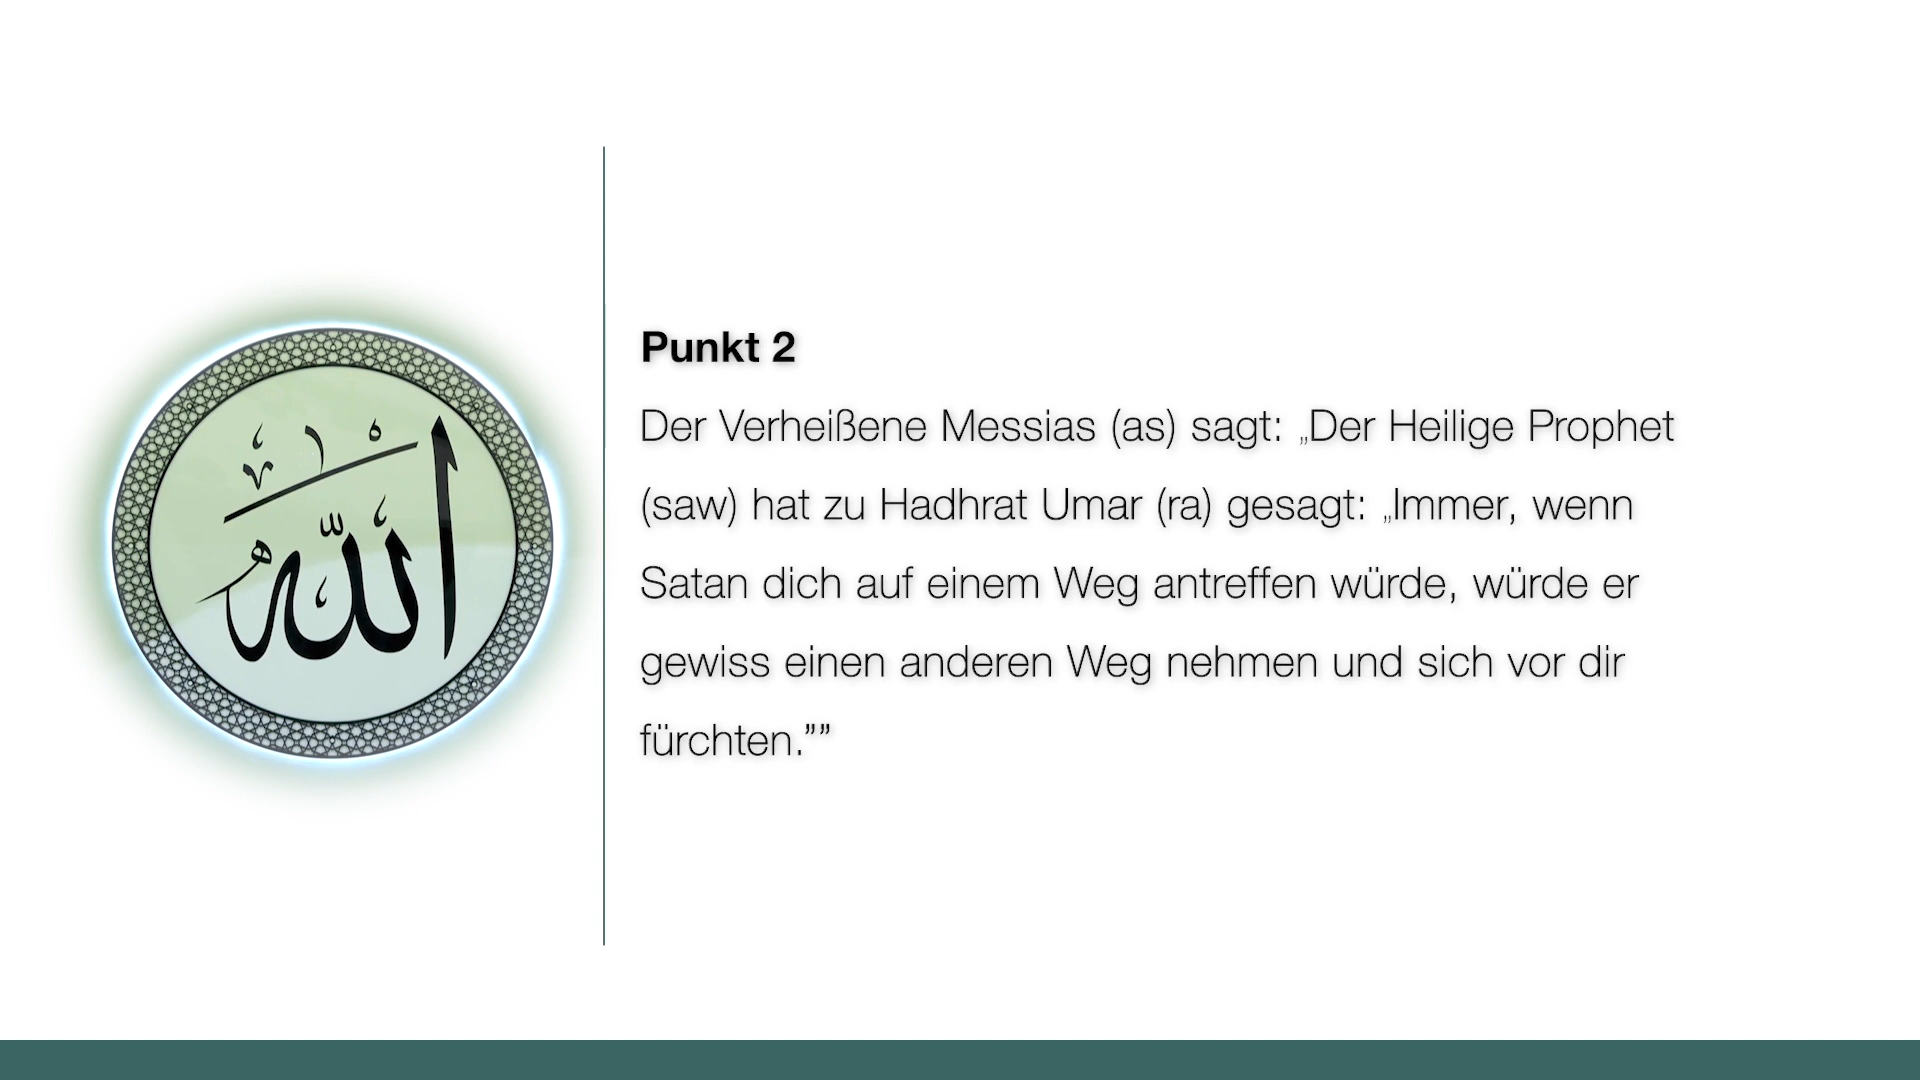 الله
Punkt 2
Der Verheißene Messias (as) sagt: „Der Heilige Prophet
(saw) hat zu Hadhrat Umar (ra) gesagt: „Immer, wenn
Satan dich auf einem Weg antreffen würde, würde er
gewiss einen anderen Weg nehmen und sich vor dir
fürchten.””